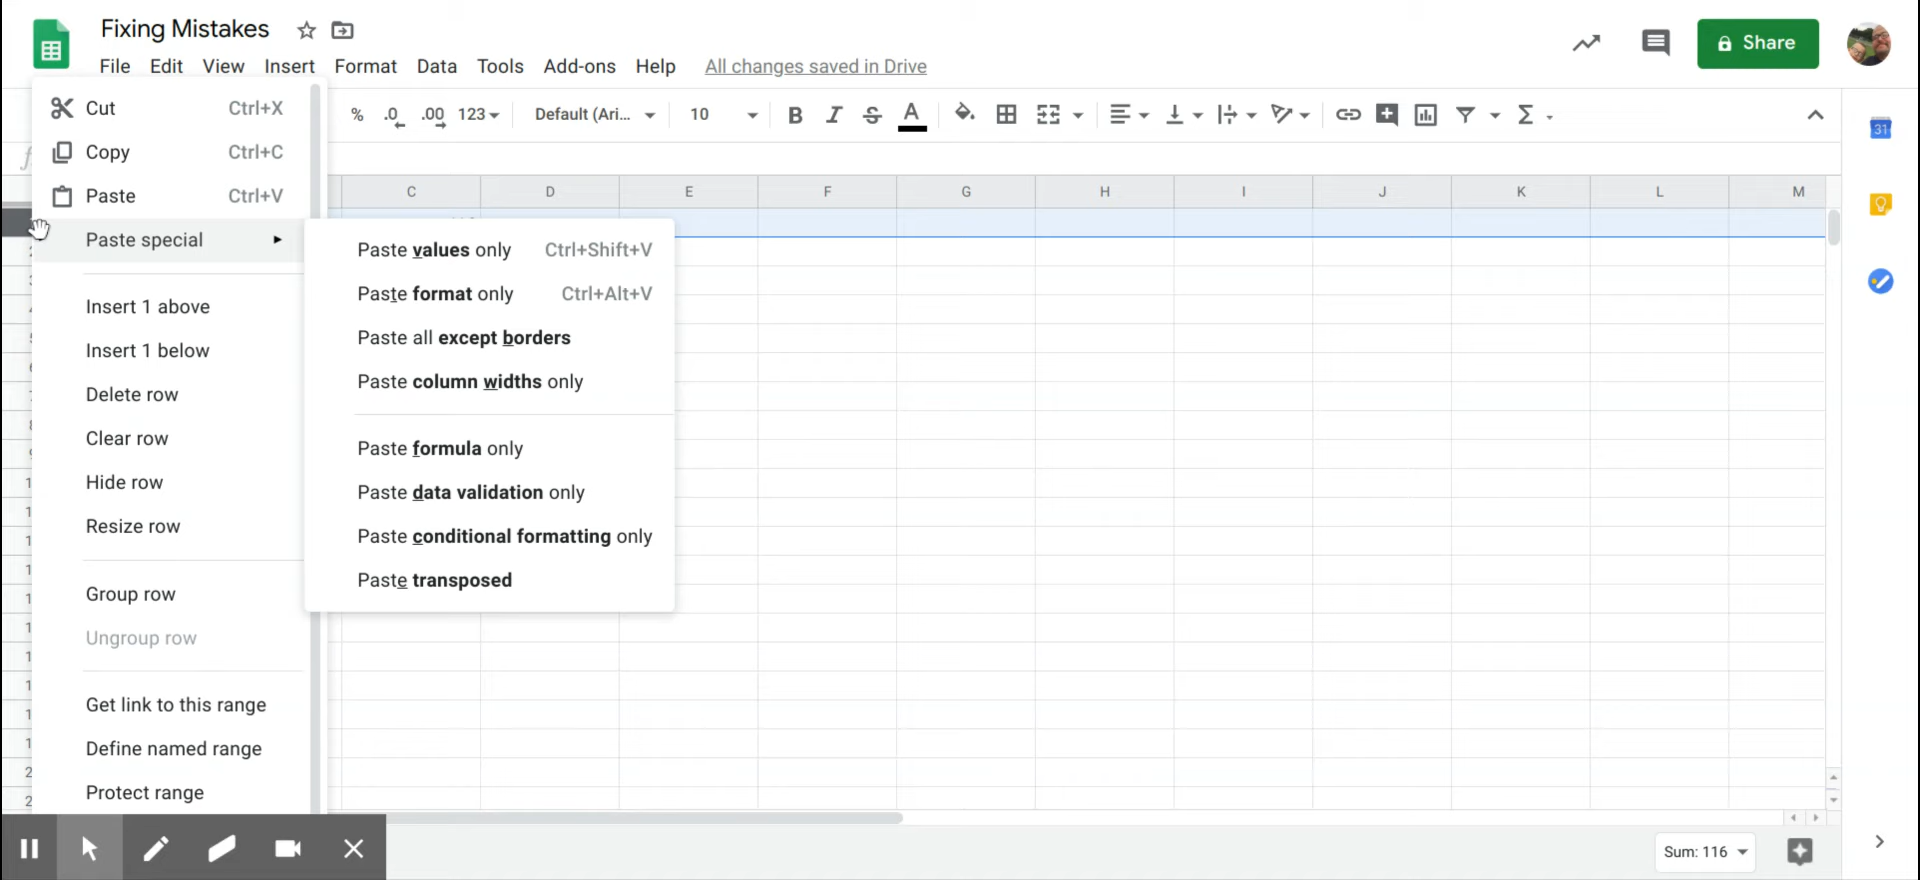 Fixing Mistakes
File Edit View Insert Format Data Tools Add-ons Help All changes saved in Drive
Share
% .0 .00 123 Default (Ari... 10 B I S A
31
C D E F G H I J K L M
Cut Ctrl+X
Copy Ctrl+C
Paste Ctrl+V
Paste special
Insert 1 above
Insert 1 below
Delete row
Clear row
Hide row
Resize row
Group row
Ungroup row
Get link to this range
Define named range
Protect range
Paste values only Ctrl+Shift+V
Paste format only Ctrl+Alt+V
Paste all except borders
Paste column widths only
Paste formula only
Paste data validation only
Paste conditional formatting only
Paste transposed
Sum: 116